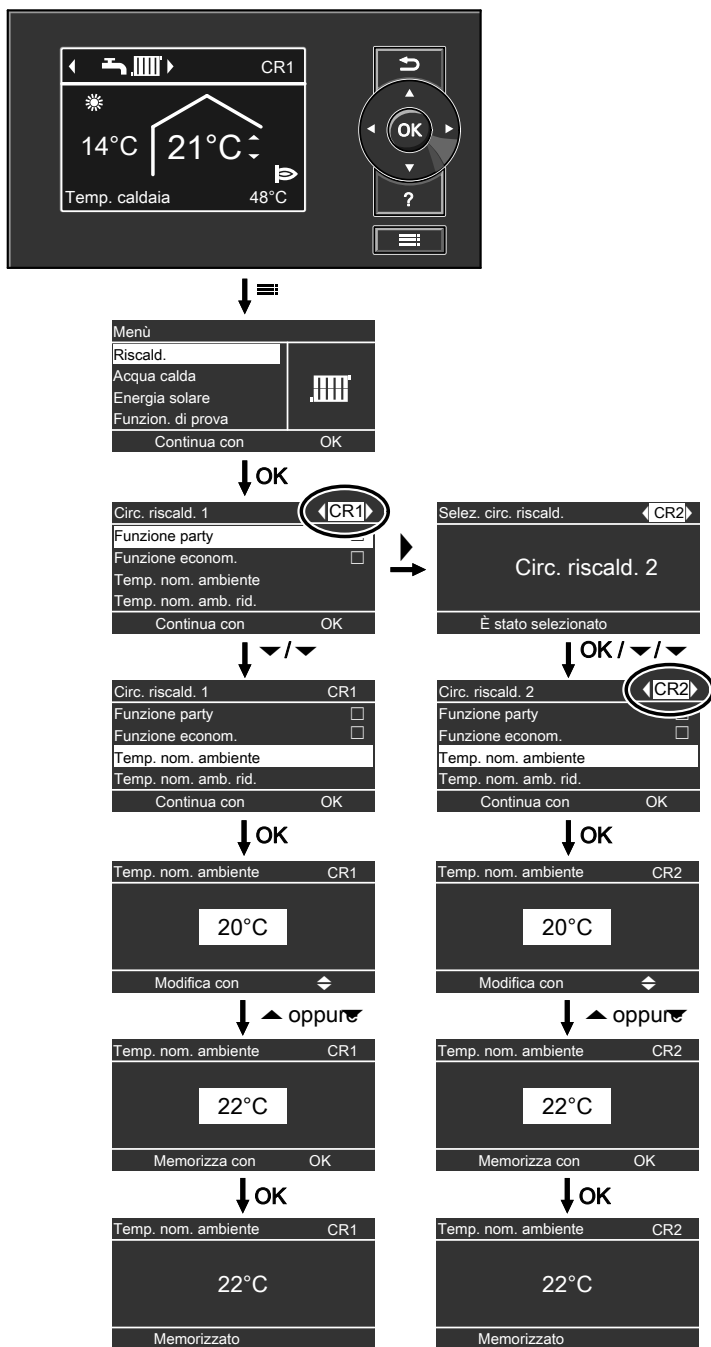 CR1
14°C 21°C
Temp. caldaia 48°C
OK
?
Menù
Riscald.
Acqua calda
Energia solare
Funzion. di prova
Continua con OK
OK
Circ. riscald. 1 CR1
Funzione party
Funzione econom.
Temp. nom. ambiente
Temp. nom. amb. rid.
Continua con OK
Selez. circ. riscald. CR2
Circ. riscald. 2
È stato selezionato
/
OK / /
Circ. riscald. 1 CR1
Funzione party
Funzione econom.
Temp. nom. ambiente
Temp. nom. amb. rid.
Continua con OK
Circ. riscald. 2 CR2
Funzione party
Funzione econom.
Temp. nom. ambiente
Temp. nom. amb. rid.
Continua con OK
OK
OK
Temp. nom. ambiente CR1
20°C
Modifica con
Temp. nom. ambiente CR2
20°C
Modifica con
oppure
oppure
Temp. nom. ambiente CR1
22°C
Memorizza con OK
Temp. nom. ambiente CR2
22°C
Memorizza con OK
OK
OK
Temp. nom. ambiente CR1
22°C
Memorizzato
Temp. nom. ambiente CR2
22°C
Memorizzato